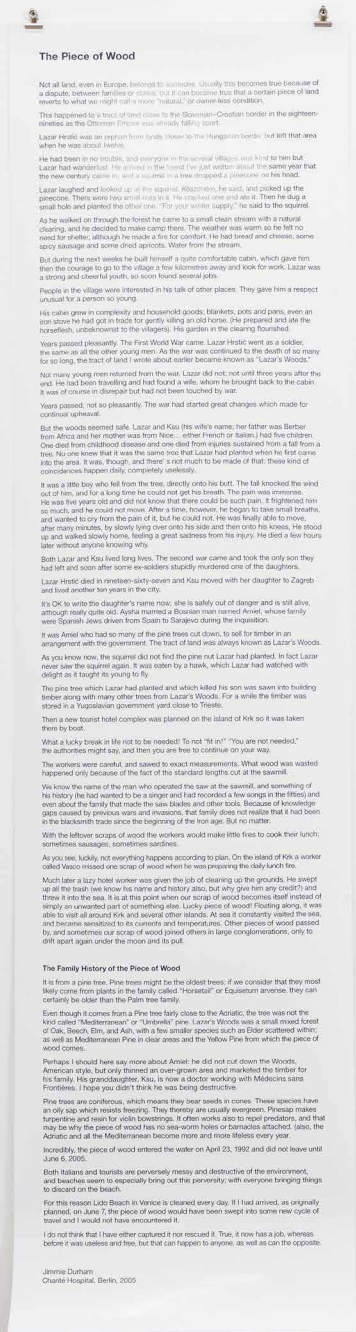 The Piece of Wood
Not all land, even in Europe, belongs to someone. Usually this becomes true because of
a dispute, between families or states, but it can become true that a certain piece of land
reverts to what we might call a more "natural," or owner-less condition.
This happened to a tract of land close to the Slovenian-Croatian border in the eighteen-
nineties as the Ottoman Empire was already falling apart.
Lazar Hrstić was an orphan from lands closer to the Hungarian border but left that area
when he was about twelve.
He had been in no trouble, and everyone in the several villages was kind to him but
Lazar had wanderlust. He arrived in the forest I've just written about the same year that
the new century came in, and a squirrel in a tree dropped a pinecone on his head.
Lazar laughed and looked up at the squirrel. Köszönöm, he said, and picked up the
pinecone. There were two small nuts in it. He cracked one and ate it. Then he dug a
small hole and planted the other one. "For your winter supply," he said to the squirrel.
As he walked on through the forest he came to a small clean stream with a natural
clearing, and he decided to make camp there. The weather was warm so he felt no
need for shelter, although he made a fire for comfort. He had bread and cheese, some
spicy sausage and some dried apricots. Water from the stream.
But during the next weeks he built himself a quite comfortable cabin, which gave him
then the courage to go to the village a few kilometres away and look for work. Lazar was
a strong and cheerful youth, so soon found several jobs.
People in the village were interested in his talk of other places. They gave him a respect
unusual for a person so young.
His cabin grew in complexity and household goods; blankets, pots and pans, even an
iron stove he had got in trade for gently killing an old horse. (He prepared and ate the
horseflesh, unbeknownst to the villagers). His garden in the clearing flourished.
Years passed pleasantly. The First World War came. Lazar Hrstić went as a soldier,
the same as all the other young men. As the war was continued to the death of so many
for so long, the tract of land I wrote about earlier became known as "Lazar's Woods."
Not many young men returned from the war. Lazar did not; not until three years after the
end. He had been travelling and had found a wife, whom he brought back to the cabin.
It was of course in disrepair but had not been touched by war.
Years passed, not so pleasantly. The war had started great changes which made for
continual upheaval.
But the woods seemed safe. Lazar and Ksu (his wife's name; her father was Berber
from Africa and her mother was from Nice... either French or Italian.) had five children.
One died from childhood disease and one died from injuries sustained from a fall from a
tree. No one knew that it was the same tree that Lazar had planted when he first came
into the area. It was, though, and there' s not much to be made of that: these kind of
coincidences happen daily, completely uselessly.
It was a little boy who fell from the tree, directly onto his butt. The fall knocked the wind
out of him, and for a long time he could not get his breath. The pain was immense.
He was five years old and did not know that there could be such pain. It frightened him
so much, and he could not move. After a time, however, he began to take small breaths,
and wanted to cry from the pain of it, but he could not. He was finally able to move,
after many minutes, by slowly lying over onto his side and then onto his knees, He stood
up and walked slowly home, feeling a great sadness from his injury. He died a few hours
later without anyone knowing why.
Both Lazar and Ksu lived long lives. The second war came and took the only son they
had left and soon after some ex-soldiers stupidly murdered one of the daughters.
Lazar Hrstić died in nineteen-sixty-seven and Ksu moved with her daughter to Zagreb
and lived another ten years in the city.
It's OK to write the daughter's name now; she is safely out of danger and is still alive,
although really quite old. Aysha married a Bosnian man named Amiel, whose family
were Spanish Jews driven from Spain to Sarajevo during the inquisition.
It was Amiel who had so many of the pine trees cut down, to sell for timber in an
arrangement with the government. The tract of land was always known as Lazar's Woods.
As you know now, the squirrel did not find the pine nut Lazar had planted. In fact Lazar
never saw the squirrel again. It was eaten by a hawk, which Lazar had watched with
delight as it taught its young to fly.
The pine tree which Lazar had planted and which killed his son was sawn into building
timber along with many other trees from Lazar's Woods. For a while the timber was
stored in a Yugoslavian government yard close to Trieste.
Then a new tourist hotel complex was planned on the island of Krk so it was taken
there by boat.
What a lucky break in life not to be needed! To not "fit in!" "You are not needed,"
the authorities might say, and then you are free to continue on your way.
The workers were careful, and sawed to exact measurements. What wood was wasted
happened only because of the fact of the standard lengths cut at the sawmill.
We know the name of the man who operated the saw at the sawmill, and something of
his history (he had wanted to be a singer and had recorded a few songs in the fifties) and
even about the family that made the saw blades and other tools. Because of knowledge
gaps caused by previous wars and invasions, that family does not realize that it had been
in the blacksmith trade since the beginning of the Iron age. But no matter.
With the leftover scraps of wood the workers would make little fires to cook their lunch;
sometimes sausages, sometimes sardines.
As you see, luckily, not everything happens according to plan. On the island of Krk a worker
called Vasco missed one scrap of wood when he was preparing the daily lunch fire.
Much later a lazy hotel worker was given the job of cleaning up the grounds. He swept
up all the trash (we know his name and history also, but why give him any credit?) and
threw it into the sea. It is at this point when our scrap of wood becomes itself instead of
simply an unwanted part of something else. Lucky piece of wood! Floating along, it was
able to visit all around Krk and several other islands. At sea it constantly visited the sea,
and became sensitized to its currents and temperatures. Other pieces of wood passed
by, and sometimes our scrap of wood joined others in large conglomerations, only to
drift apart again under the moon and its pull.
The Family History of the Piece of Wood
It is from a pine tree. Pine trees might be the oldest trees; if we consider that they most
likely come from plants in the family called "Horsetail" or Equisetum arvense. they can
certainly be older than the Palm tree family.
Even though it comes from a Pine tree fairly close to the Adriatic, the tree was not the
kind called "Mediterranean" or "Umbrella" pine. Lazar's Woods was a small mixed forest
of Oak, Beech, Elm, and Ash, with a few smaller species such as Elder scattered within;
as well as Mediterranean Pine in clear areas and the Yellow Pine from which the piece of
wood comes.
Perhaps I should here say more about Amiel: he did not cut down the Woods,
American style, but only thinned an over-grown area and marketed the timber for
his family. His granddaughter, Ksu, is now a doctor working with Médecins sans
Frontières. I hope you didn't think he was being destructive.
Pine trees are coniferous, which means they bear seeds in cones. These species have
an oily sap which resists freezing. They thereby are usually evergreen. Pinesap makes
turpentine and resin for violin bowstrings. It often works also to repel predators, and that
may be why the piece of wood has no sea-worm holes or barnacles attached. (also, the
Adriatic and all the Mediterranean become more and more lifeless every year.
Incredibly, the piece of wood entered the water on April 23, 1992 and did not leave until
June 6, 2005.
Both Italians and tourists are perversely messy and destructive of the environment,
and beaches seem to especially bring out this perversity; with everyone bringing things
to discard on the beach.
For this reason Lido Beach in Venice is cleaned every day. If I had arrived, as originally
planned, on June 7, the piece of wood would have been swept into some new cycle of
travel and I would not have encountered it.
I do not think that I have either captured it nor rescued it. True, it now has a job, whereas
before it was useless and free, but that can happen to anyone, as well as can the opposite.
Jimmie Durham
Charité Hospital, Berlin, 2005